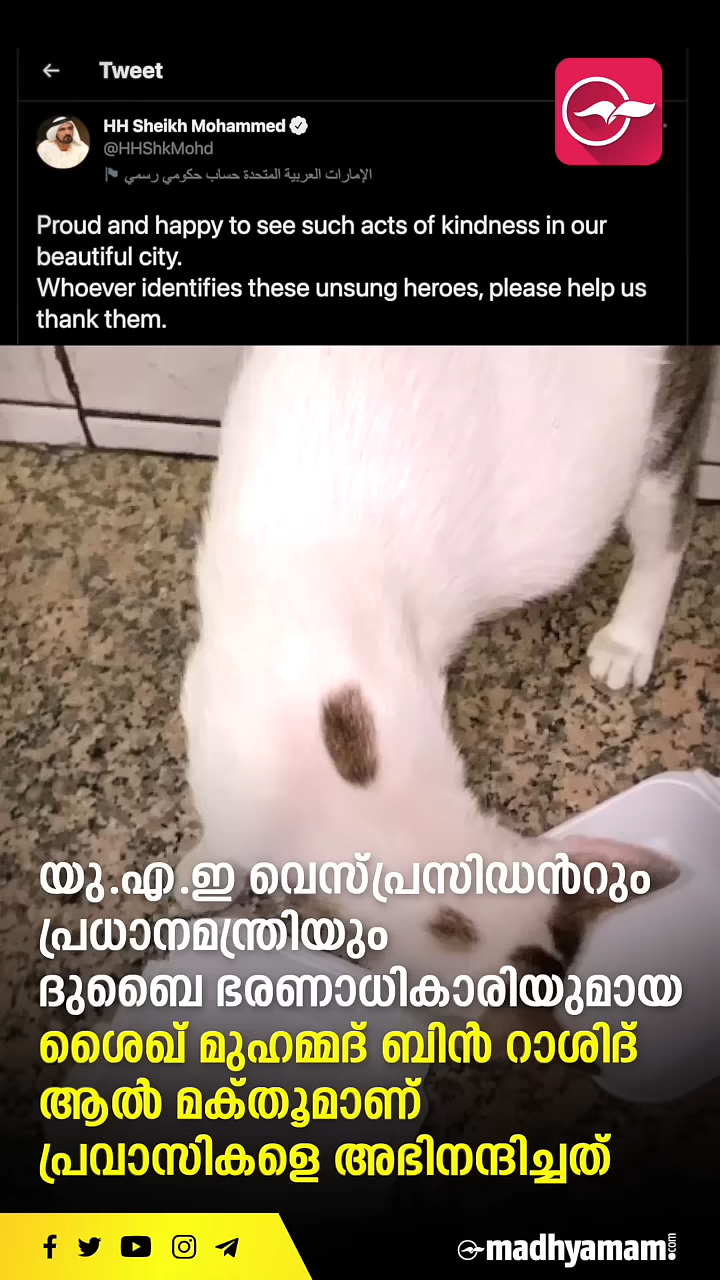 Tweet
HH Sheikh Mohammed
@HHShkMohd
الإمارات العربية المتحدة حساب حكومي رسمي
Proud and happy to see such acts of kindness in our
beautiful city.
Whoever identifies these unsung heroes, please help us
thank them.
യു.എ.ഇ വൈസ്പ്രസിഡൻറും
പ്രധാനമന്ത്രിയും
ദുബൈ ഭരണാധികാരിയുമായ
ശൈഖ് മുഹമ്മദ് ബിൻ റാശിദ്
ആൽ മക്തൂമാണ്
പ്രവാസികളെ അഭിനന്ദിച്ചത്
madhyamam.com